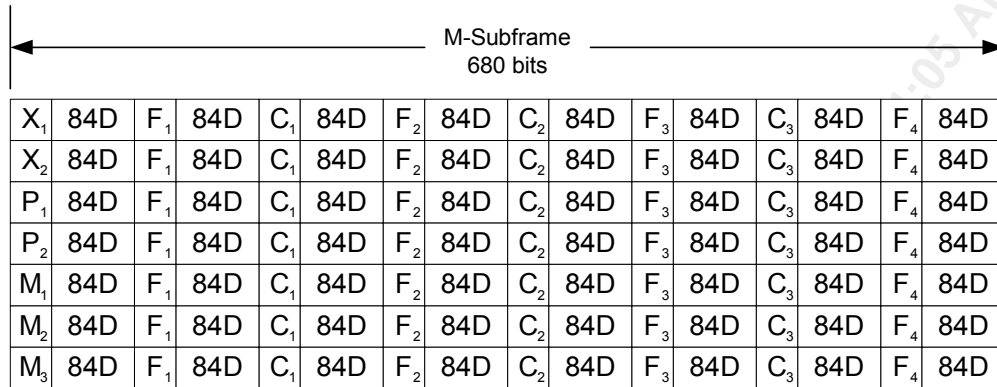 M-Subframe
680 bits
X₁ 84D F₁ 84D C₁ 84D F₂ 84D C₂ 84D F₃ 84D C₃ 84D F₄ 84D
X₂ 84D F₁ 84D C₁ 84D F₂ 84D C₂ 84D F₃ 84D C₃ 84D F₄ 84D
P₁ 84D F₁ 84D C₁ 84D F₂ 84D C₂ 84D F₃ 84D C₃ 84D F₄ 84D
P₂ 84D F₁ 84D C₁ 84D F₂ 84D C₂ 84D F₃ 84D C₃ 84D F₄ 84D
M₁ 84D F₁ 84D C₁ 84D F₂ 84D C₂ 84D F₃ 84D C₃ 84D F₄ 84D
M₂ 84D F₁ 84D C₁ 84D F₂ 84D C₂ 84D F₃ 84D C₃ 84D F₄ 84D
M₃ 84D F₁ 84D C₁ 84D F₂ 84D C₂ 84D F₃ 84D C₃ 84D F₄ 84D